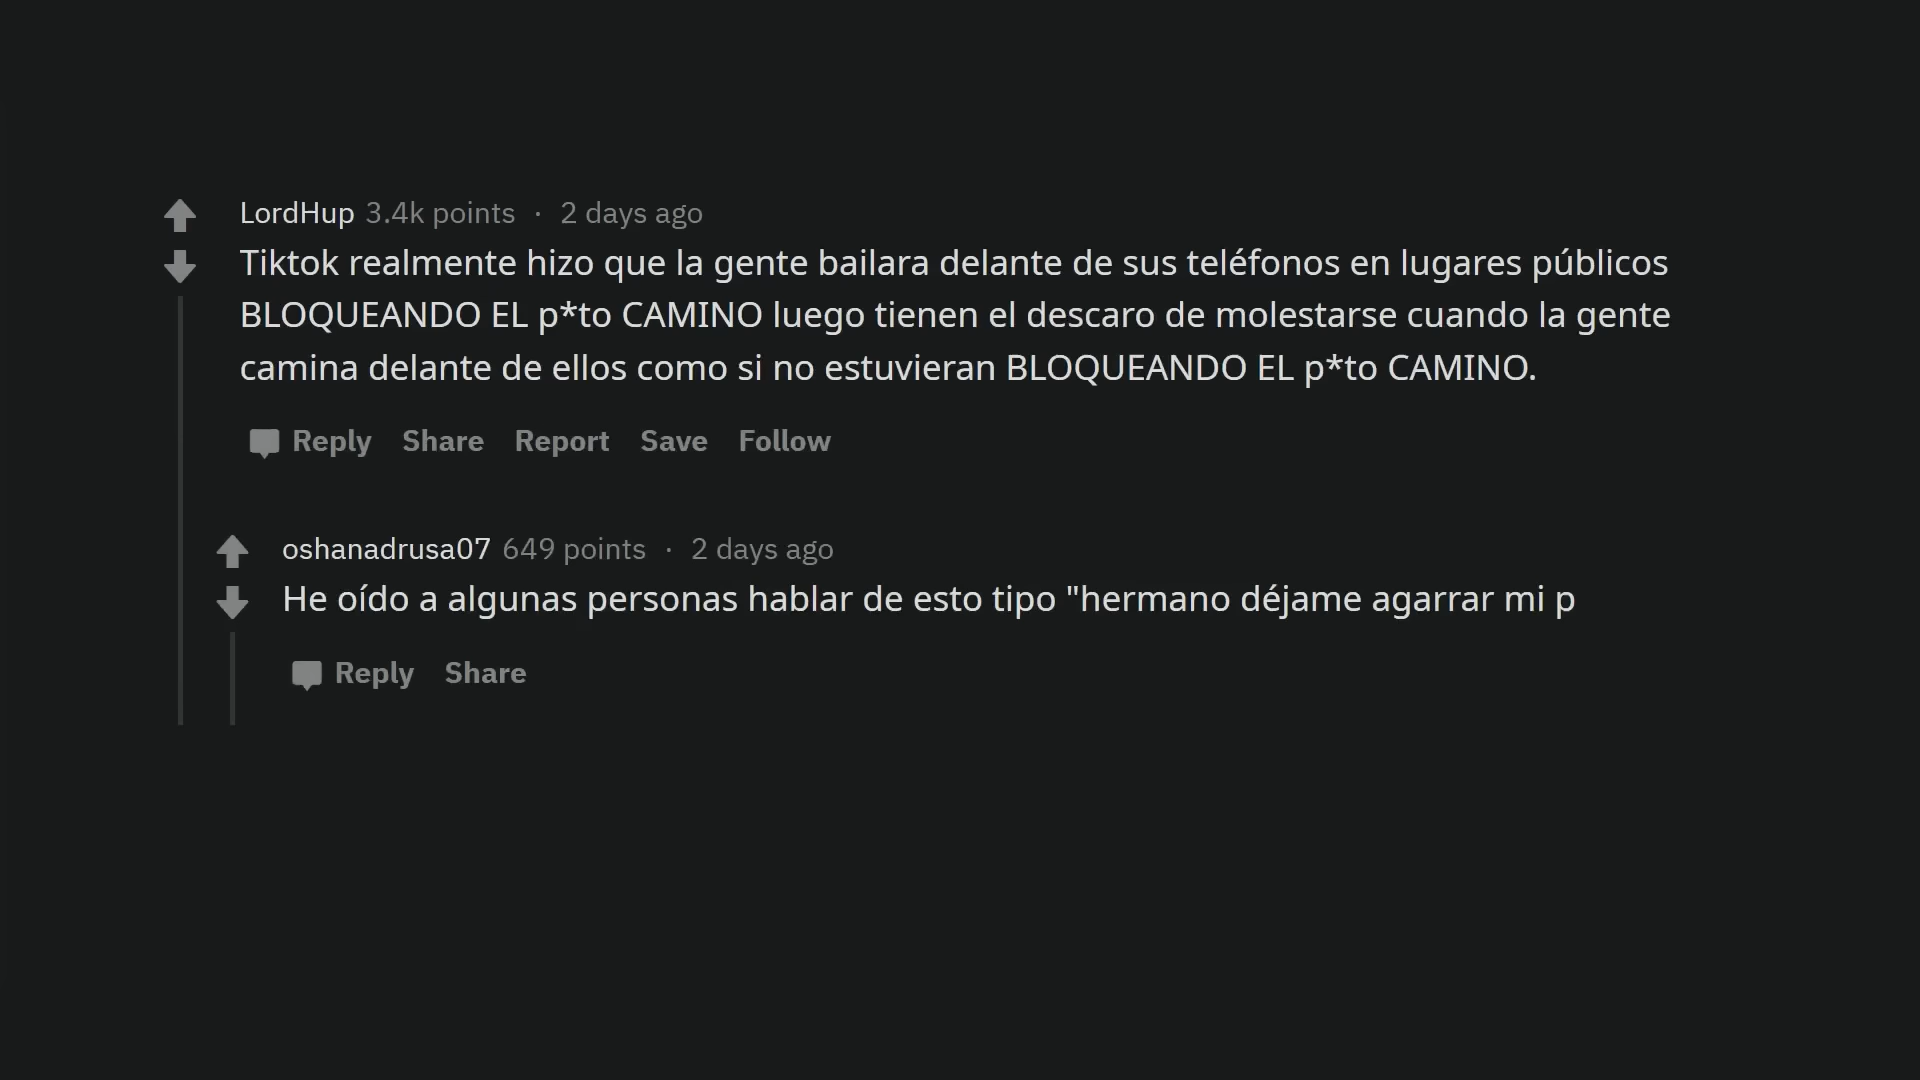 LordHup 3.4k points · 2 days ago
Tiktok realmente hizo que la gente bailara delante de sus teléfonos en lugares públicos
BLOQUEANDO EL p*to CAMINO luego tienen el descaro de molestarse cuando la gente
camina delante de ellos como si no estuvieran BLOQUEANDO EL p*to CAMINO.
Reply Share Report Save Follow
oshanadrusa07 649 points · 2 days ago
He oído a algunas personas hablar de esto tipo "hermano déjame agarrar mi p
Reply Share